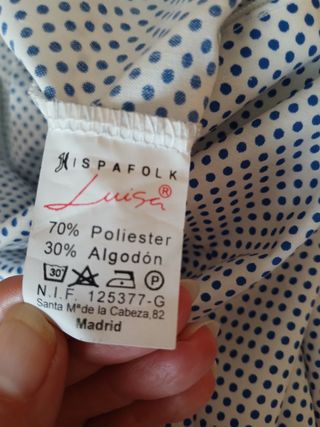 HISPAFOLK
Luisa®
70% Poliester
30% Algodón
30 P
N.I.F. 125377-G
Santa Mª de la Cabeza,82
Madrid